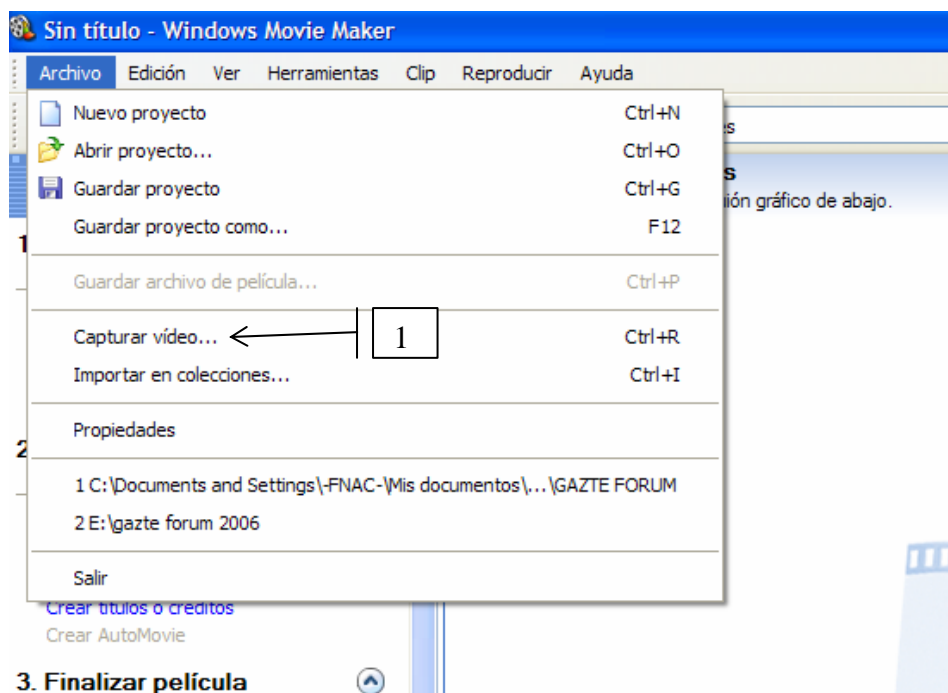 Sin título - Windows Movie Maker
Archivo Edición Ver Herramientas Clip Reproducir Ayuda
Nuevo proyecto Ctrl+N
Abrir proyecto... Ctrl+O
Guardar proyecto Ctrl+G
Guardar proyecto como... F12
Guardar archivo de película... Ctrl+P
Capturar vídeo... 1 Ctrl+R
Importar en colecciones... Ctrl+I
Propiedades
1 C:\Documents and Settings\-FNAC-\Mis documentos\...\GAZTE FORUM
2 E:\gazte forum 2006
Salir
gráfico de abajo.
1
2
Crear títulos o créditos
Crear AutoMovie
3. Finalizar película